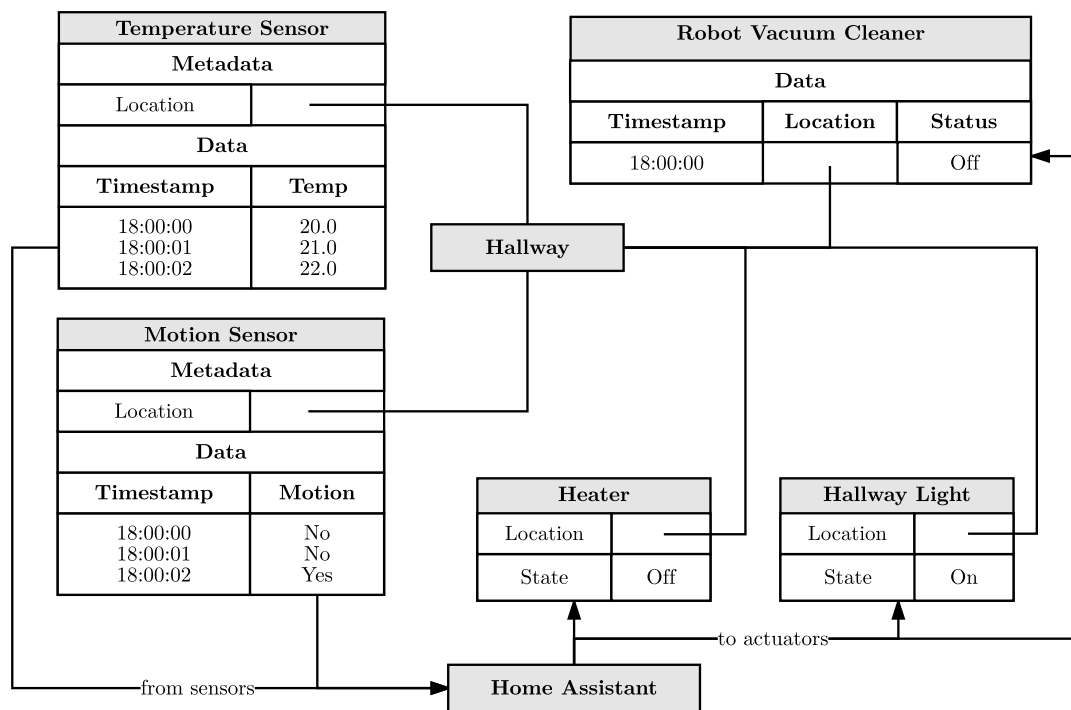 Temperature Sensor
Metadata
Location
Data
Timestamp Temp
18:00:00 20.0
18:00:01 21.0
18:00:02 22.0
Robot Vacuum Cleaner
Data
Timestamp Location Status
18:00:00 Off
Hallway
Motion Sensor
Metadata
Location
Data
Timestamp Motion
18:00:00 No
18:00:01 No
18:00:02 Yes
Heater
Location
State Off
Hallway Light
Location
State On
to actuators
from sensors
Home Assistant